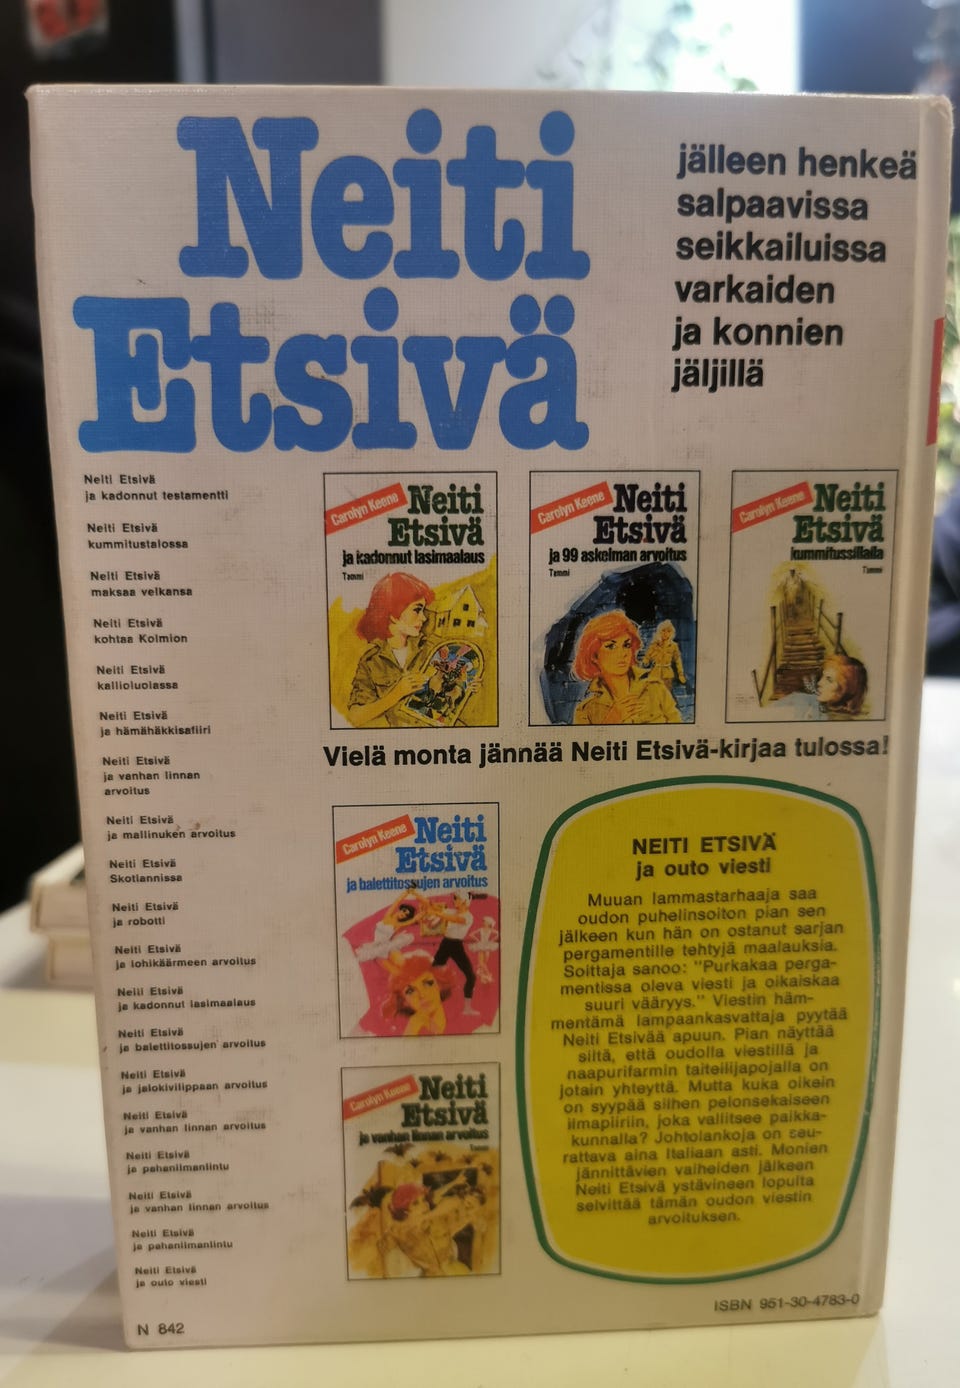 Neiti
Etsivä
jälleen henkeä
salpaavissa
seikkailuissa
varkaiden
ja konnien
jäljillä
Neiti Etsivä
ja kadonnut testamentti
Neiti Etsivä
kummitustalossa
Neiti Etsivä
maksaa velkansa
Neiti Etsivä
kohtaa Kolmion
Neiti Etsivä
kallioluolassa
Neiti Etsivä
ja hämähäkkisafiiri
Neiti Etsivä
ja vanhan linnan
arvoitus
Neiti Etsivä
ja mallinuken arvoitus
Neiti Etsivä
Skotlannissa
Neiti Etsivä
ja robotti
Neiti Etsivä
ja lohikäärmeen arvoitus
Neiti Etsivä
ja kadonnut lasimaalaus
Neiti Etsivä
ja balettitossujen arvoitus
Neiti Etsivä
ja jalokivilippaan arvoitus
Neiti Etsivä
ja vanhan linnan arvoitus
Neiti Etsivä
ja pahanilmanlintu
Neiti Etsivä
ja vanhan linnan arvoitus
Neiti Etsivä
ja pahanilmanlintu
Neiti Etsivä
ja outo viesti
N 842
Carolyn Keene
Neiti
Etsivä
ja kadonnut lasimaalaus
Tammi
Carolyn Keene
Neiti
Etsivä
ja 99 askelman arvoitus
Tammi
Carolyn Keene
Neiti
Etsivä
kummitussillalla
Tammi
Vielä monta jännää Neiti Etsivä-kirjaa tulossa!
Carolyn Keene
Neiti
Etsivä
ja balettitossujen arvoitus
Tammi
Carolyn Keene
Neiti
Etsivä
ja vanhan linnan arvoitus
Tammi
NEITI ETSIVÄ
ja outo viesti
Muuan lammastarhaaja saa
oudon puhelinsoiton pian sen
jälkeen kun hän on ostanut sarjan
pergamentille tehtyjä maalauksia.
Soittaja sanoo: "Purkakaa perga-
mentissa oleva viesti ja oikaiskaa
suuri vääryys." Viestin häm-
mentämä lampaankasvattaja pyytää
Neiti Etsivää apuun. Pian näyttää
siltä, että oudolla viestillä ja
naapurifarmin taiteilijapojalla on
jotain yhteyttä. Mutta kuka oikein
on syypää siihen pelonsekaiseen
ilmapiiriin, joka vallitsee paikka-
kunnalla? Johtolankoja on seu-
rattava aina Italiaan asti. Monien
jännittävien vaiheiden jälkeen
Neiti Etsivä ystävineen lopulta
selvittää tämän oudon viestin
arvoituksen.
ISBN 951-30-4783-0